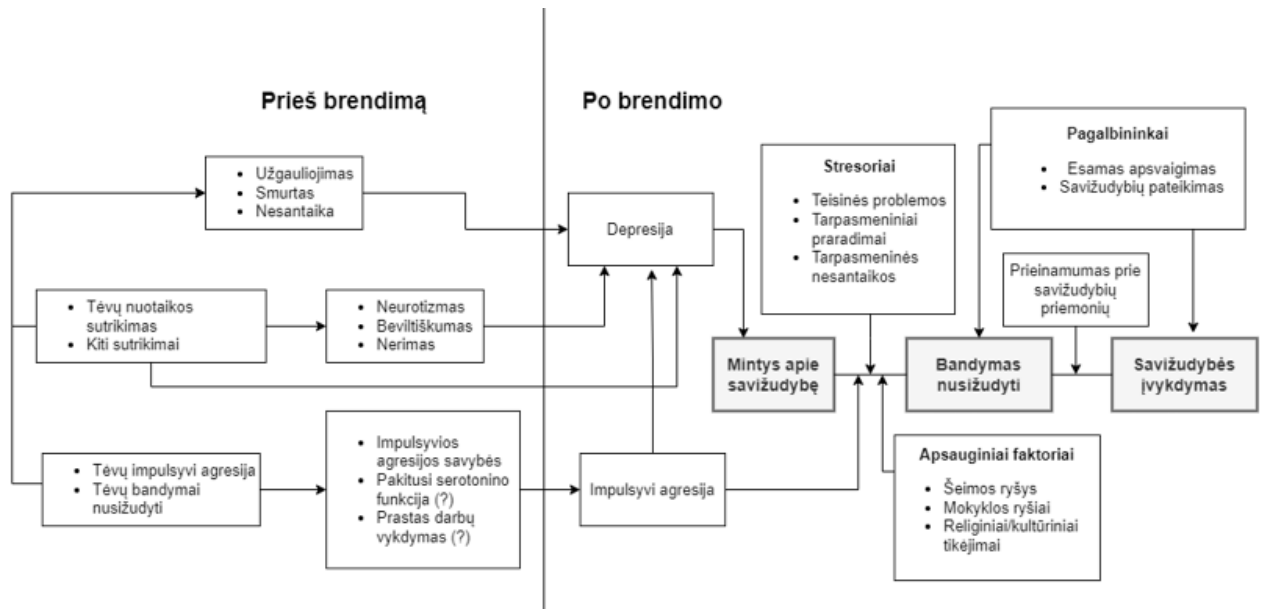 Prieš brendimą
Po brendimo
Užgauliojimas
Smurtas
Nesantaika
Tėvų nuotaikos
sutrikimas
Kiti sutrikimai
Neurotizmas
Beviltiškumas
Nerimas
Tėvų impulsyvi agresija
Tėvų bandymai
nusižudyti
Impulsyvios
agresijos savybės
Pakitusi serotonino
funkcija (?)
Prastas darbų
vykdymas (?)
Depresija
Impulsyvi agresija
Stresoriai
Teisinės problemos
Tarpasmeniniai
praradimai
Tarpasmeninės
nesantaikos
Pagalbininkai
Esamas apsvaigimas
Savižudybių pateikimas
Prieinamumas prie
savižudybių
priemonių
Mintys apie
savižudybę
Bandymas
nusižudyti
Savižudybės
įvykdymas
Apsauginiai faktoriai
Šeimos ryšys
Mokyklos ryšiai
Religiniai/kultūriniai
tikėjimai